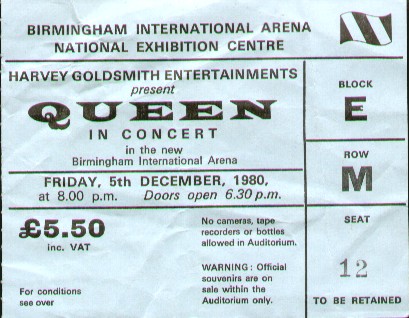 BIRMINGHAM INTERNATIONAL ARENA
NATIONAL EXHIBITION CENTRE
HARVEY GOLDSMITH ENTERTAINMENTS
present
QUEEN
IN CONCERT
in the new
Birmingham International Arena
FRIDAY, 5th DECEMBER, 1980,
at 8.00 p.m. Doors open 6.30 p.m.
£5.50
inc. VAT
For conditions
see over
No cameras, tape
recorders or bottles
allowed in Auditorium.
WARNING: Official
souvenirs are on
sale within the
Auditorium only.
BLOCK
E
ROW
M
SEAT
12
TO BE RETAINED